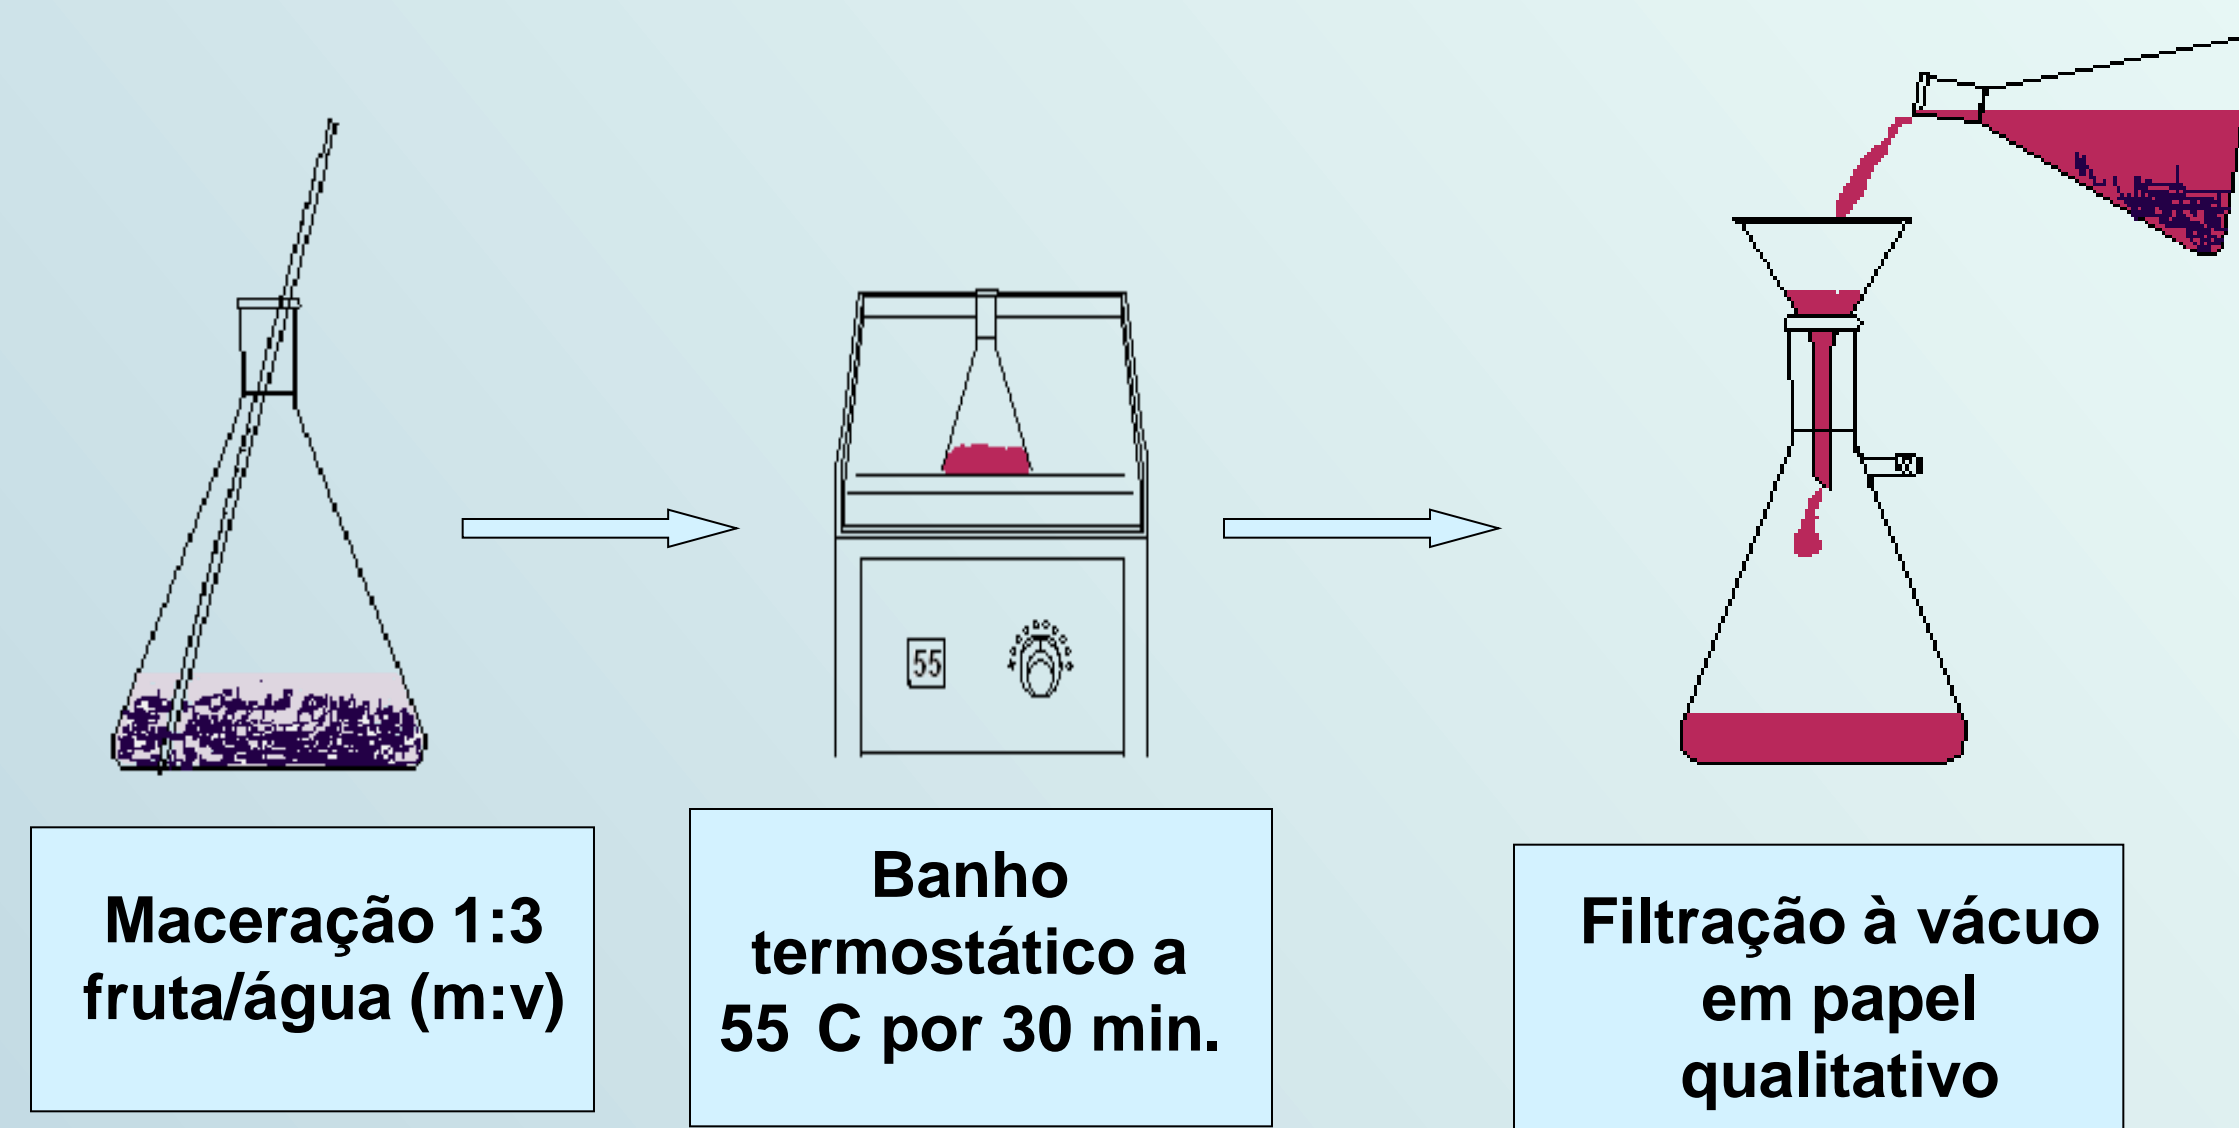 55
Maceração 1:3
fruta/água (m:v)
Banho
termostático a
55 C por 30 min.
Filtração à vácuo
em papel
qualitativo